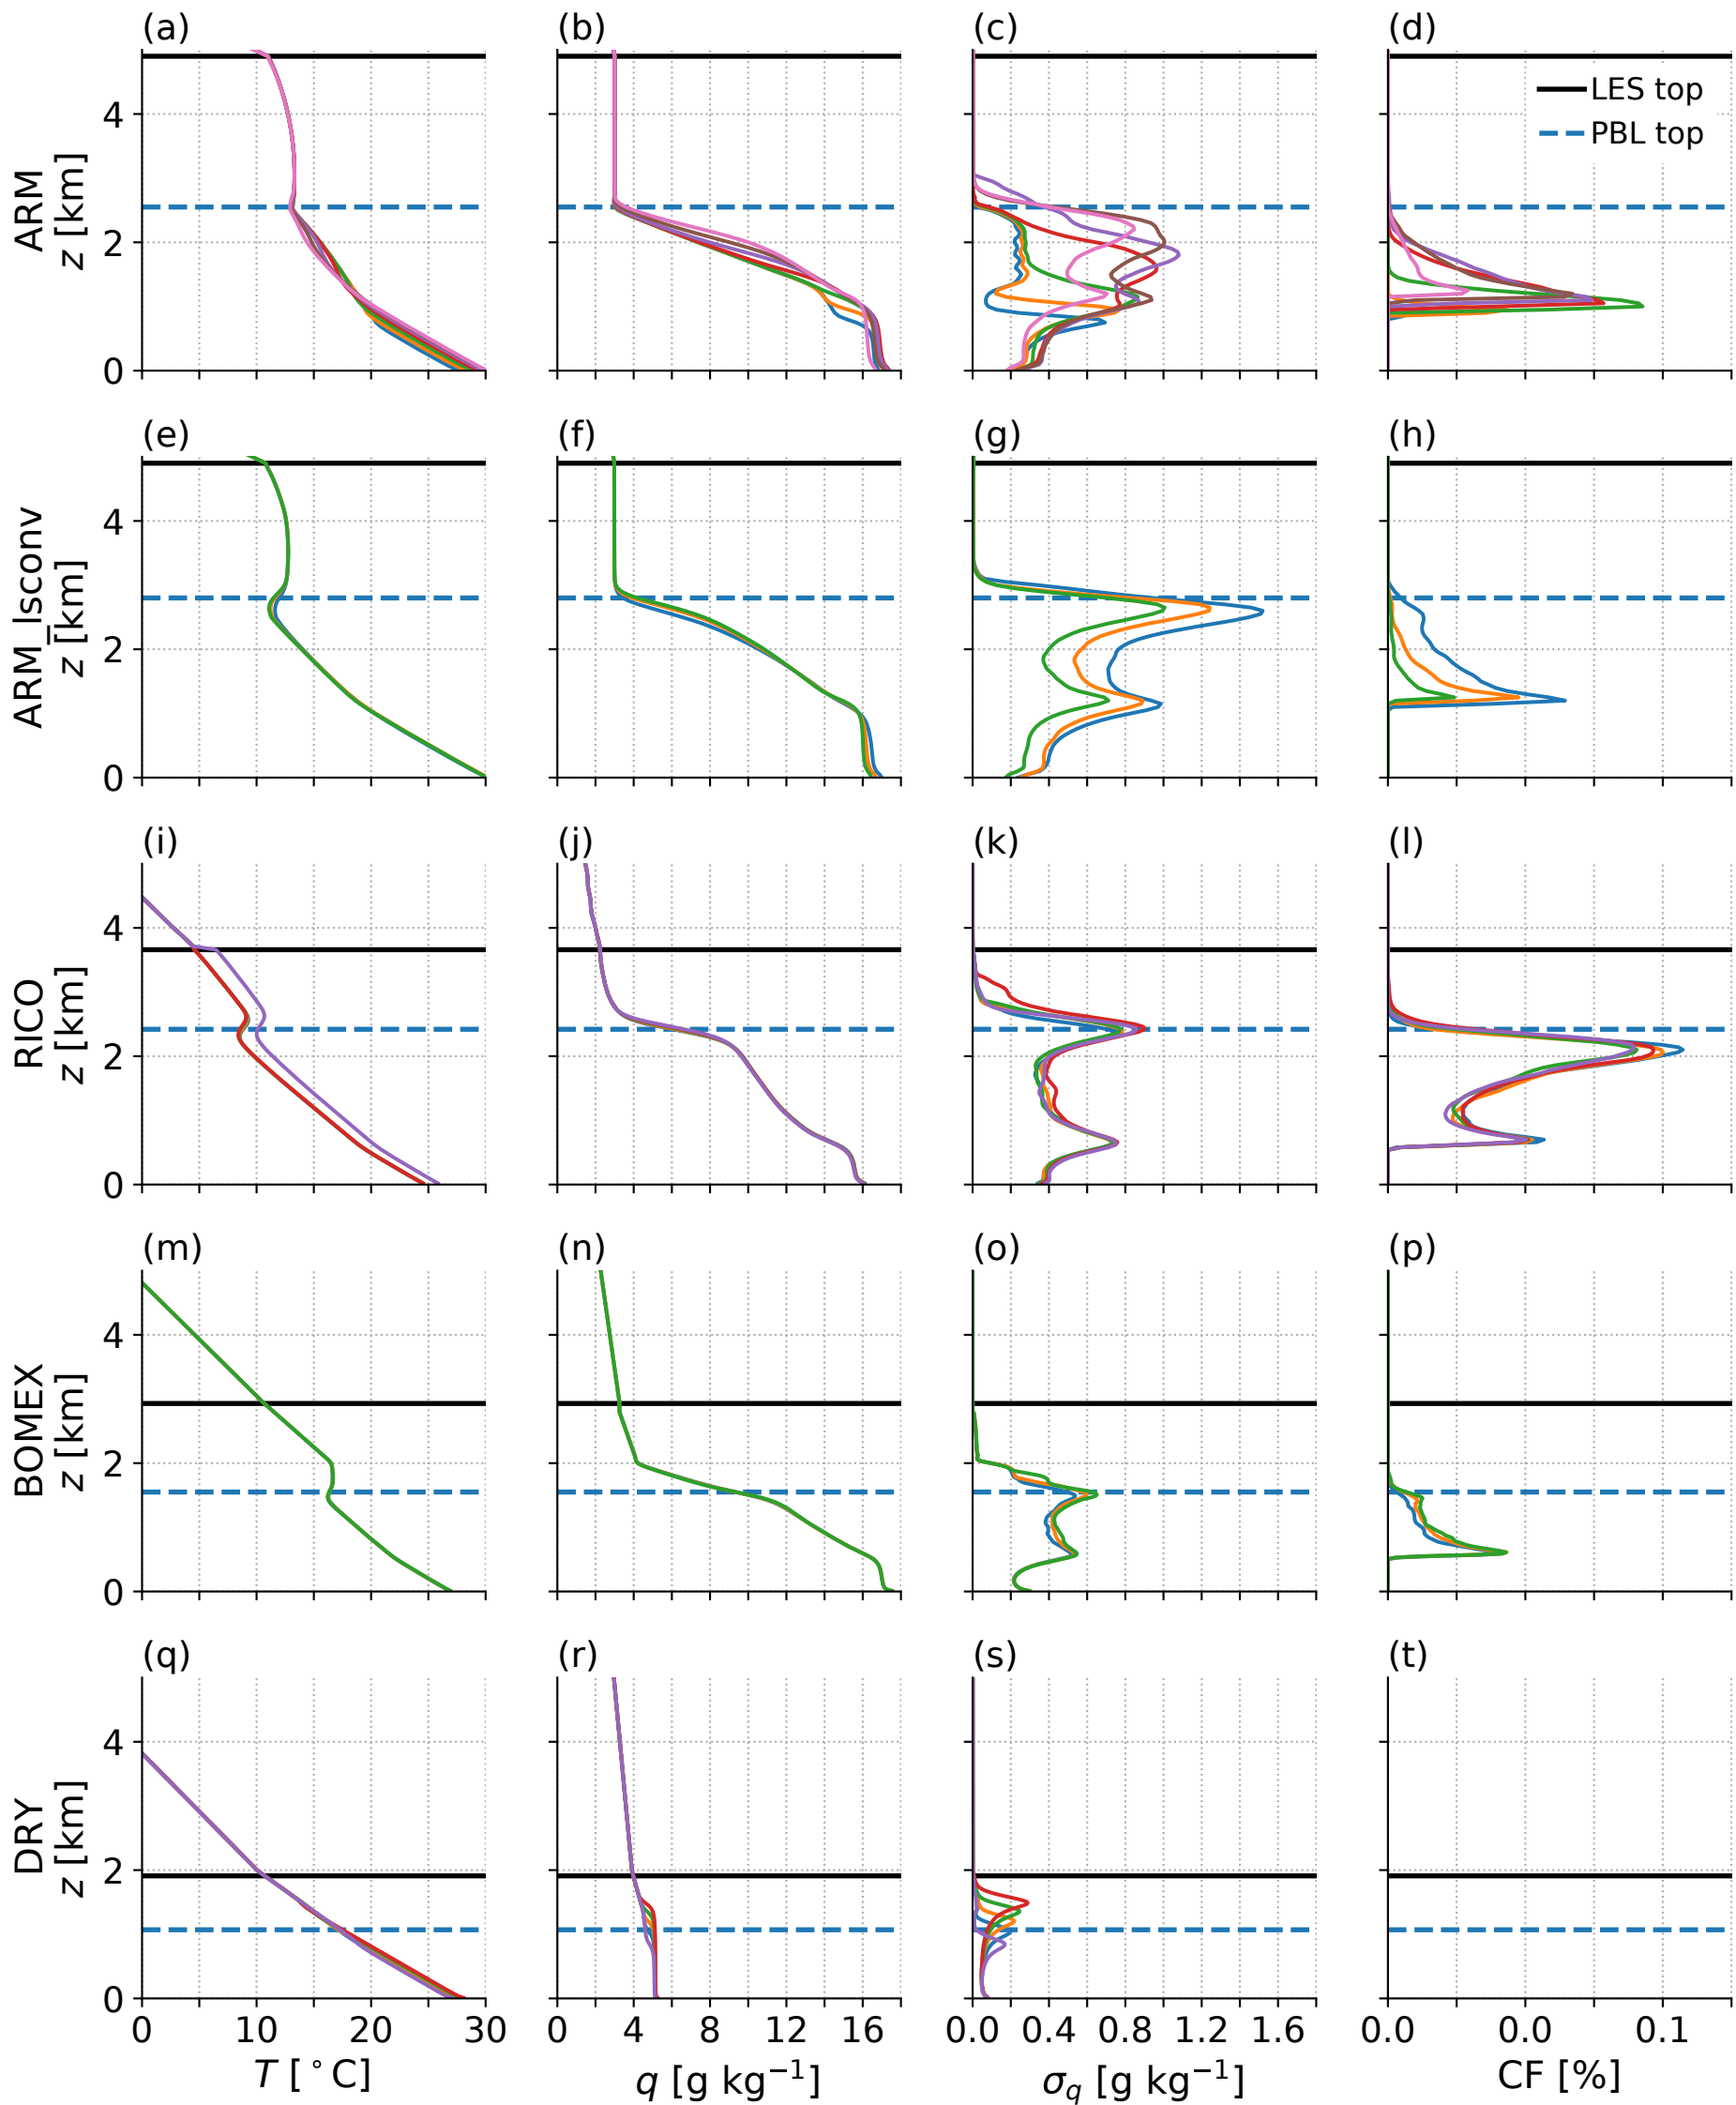 (a) (b) (c) (d)
ARM
z [km]
4
2
0
LES top
PBL top
(e) (f) (g) (h)
ARM_lsconv
z [km]
4
2
0
(i) (j) (k) (l)
RICO
z [km]
4
2
0
(m) (n) (o) (p)
BOMEX
z [km]
4
2
0
(q) (r) (s) (t)
DRY
z [km]
4
2
0
0 10 20 30 0 4 8 12 16 0.0 0.4 0.8 1.2 1.6 0.0 0.0 0.1
T [°C] q [g kg⁻¹] σq [g kg⁻¹] CF [%]